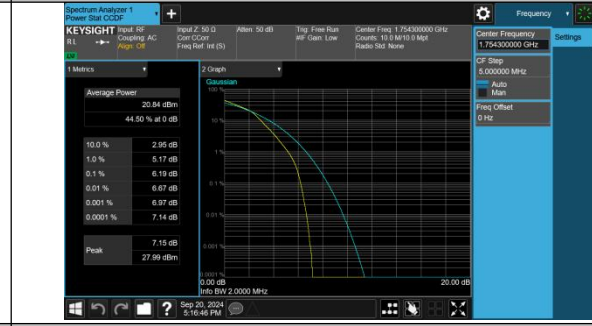 Spectrum Analyzer 1
Power Stat CCDF
+
Frequency
KEYSIGHT
RL
Input: RF
Coupling: AC
Align: Off
Input Z: 50 Ω
Corr CCorr
Freq Ref: Int (S)
Atten: 50 dB
Trig: Free Run
#IF Gain: Low
Center Freq: 1.754300000 GHz
Counts: 10.0 M/10.0 Mpt
Radio Std: None
Center Frequency
1.754300000 GHz
Settings
CF Step
5.000000 MHz
Auto
Man
Freq Offset
0 Hz
1 Metrics
Average Power
20.84 dBm
44.50 % at 0 dB
10.0 % 2.95 dB
1.0 % 5.17 dB
0.1 % 6.19 dB
0.01 % 6.67 dB
0.001 % 6.97 dB
0.0001 % 7.14 dB
Peak
7.15 dB
27.99 dBm
2 Graph
Gaussian
100 %
10 %
1 %
0.1 %
0.01 %
0.001 %
0.0001 %
0.00 dB
20.00 dB
Info BW 2.0000 MHz
?
Sep 20, 2024
5:16:46 PM